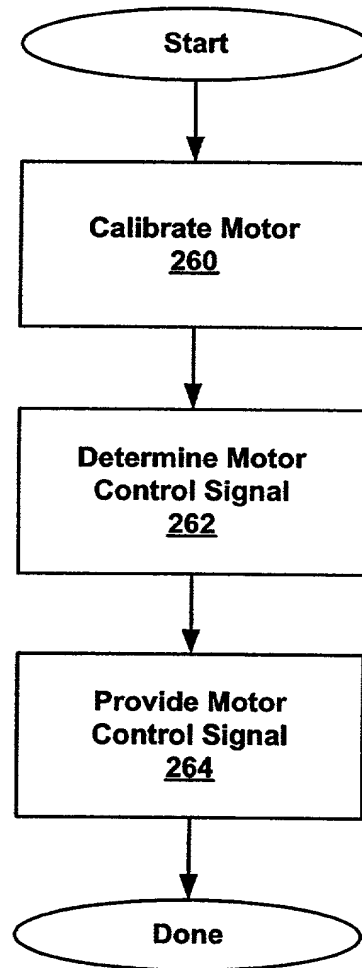 Start
Calibrate Motor
260
Determine Motor
Control Signal
262
Provide Motor
Control Signal
264
Done